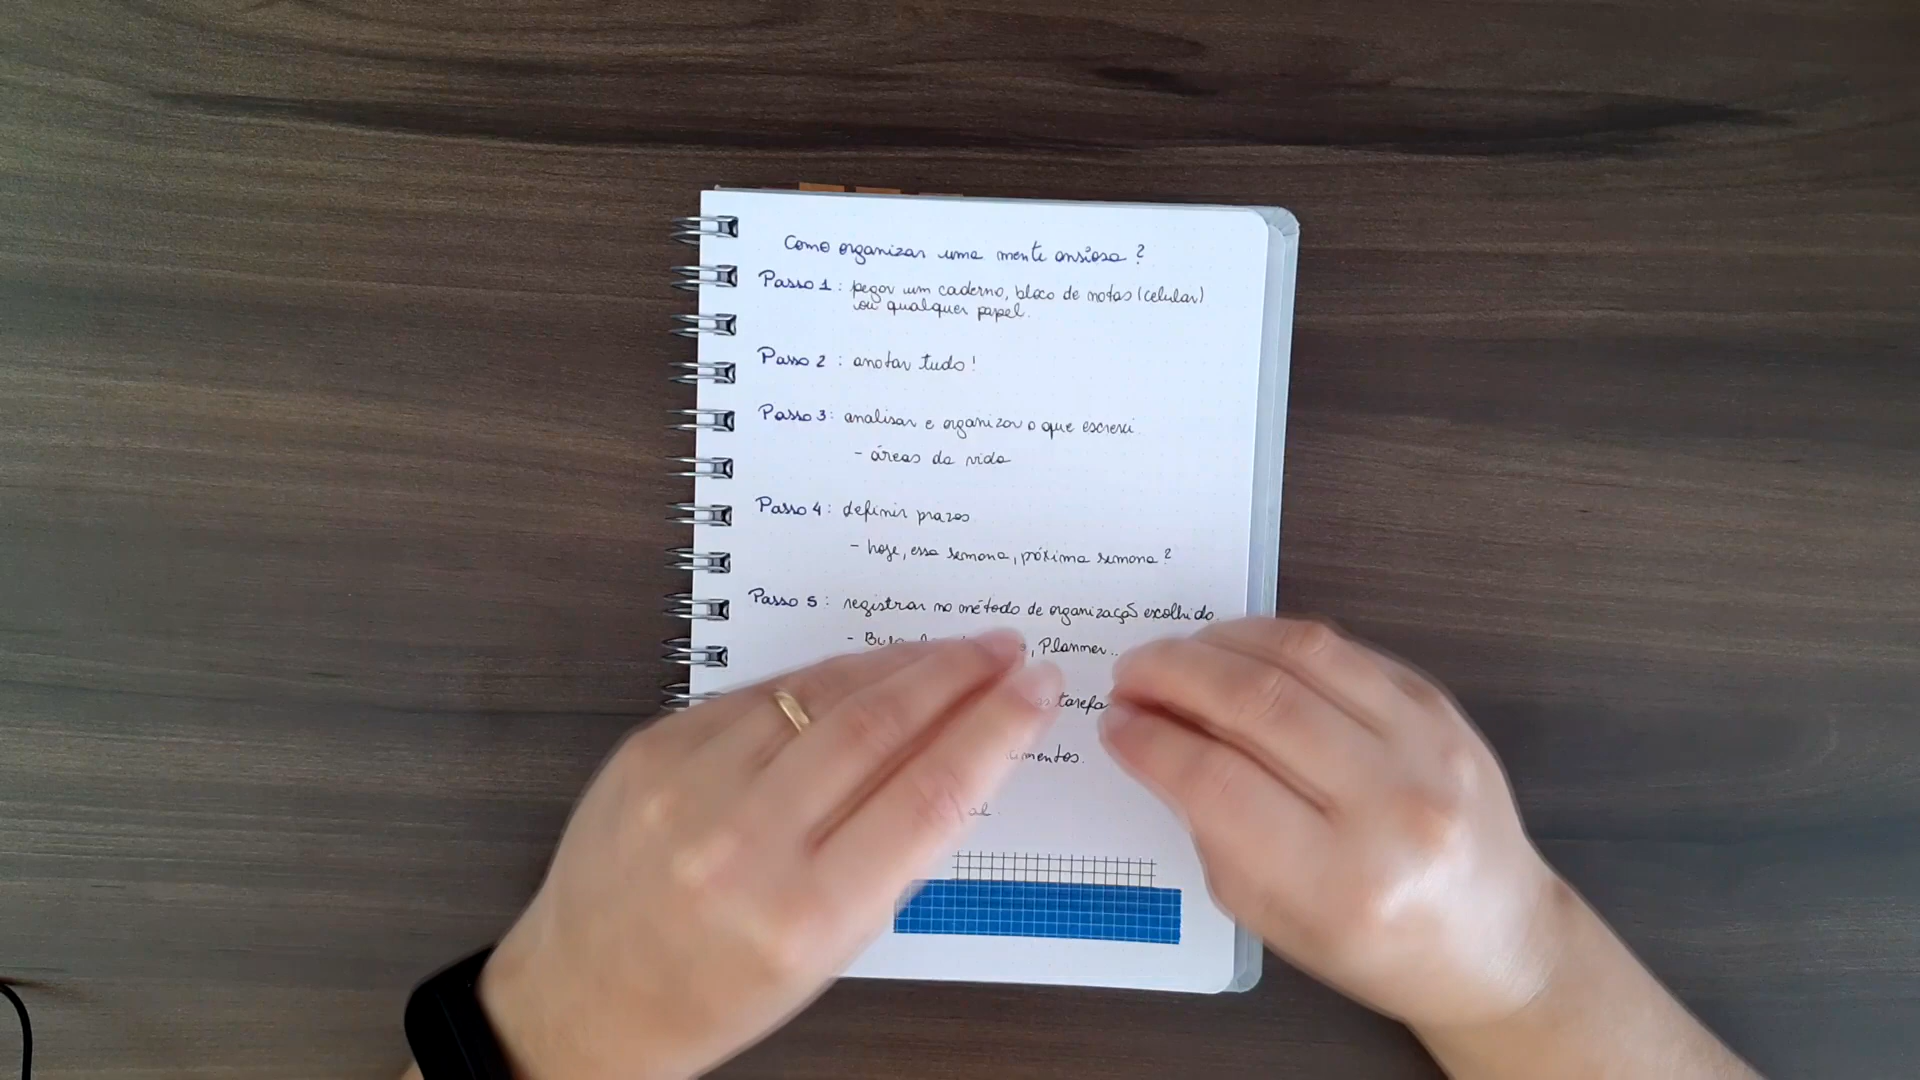 Como organizar uma mente ansiosa ?
Passo 1 : pegar um caderno, bloco de notas (celular)
ou qualquer papel.
Passo 2 : anotar tudo!
Passo 3 : analisar e organizar o que escrevi.
- áreas da vida
Passo 4 : definir prazos
- hoje, essa semana, próxima semana ?
Passo 5 : registrar no método de organização escolhido.
- , Planner..
tarefa